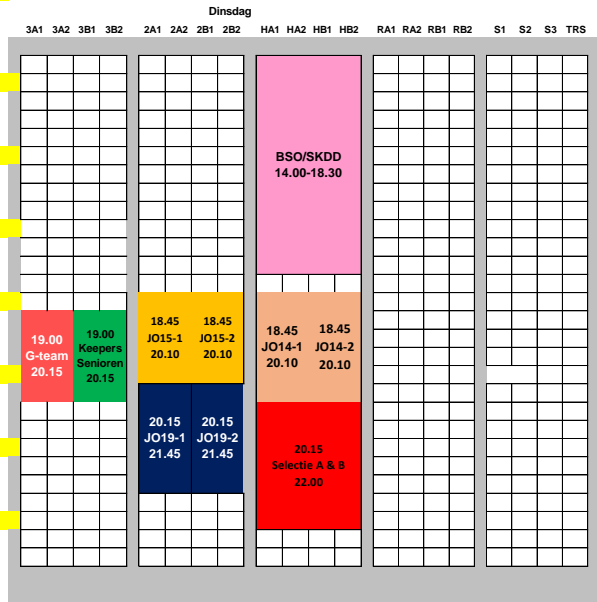 Dinsdag
3A1 3A2 3B1 3B2 2A1 2A2 2B1 2B2 HA1 HA2 HB1 HB2 RA1 RA2 RB1 RB2 S1 S2 S3 TRS
BSO/SKDD
14.00-18.30
19.00
G-team
20.15
19.00
Keepers
Senioren
20.15
18.45
JO15-1
20.10
18.45
JO15-2
20.10
18.45
JO14-1
20.10
18.45
JO14-2
20.10
20.15
JO19-1
21.45
20.15
JO19-2
21.45
20.15
Selectie A & B
22.00